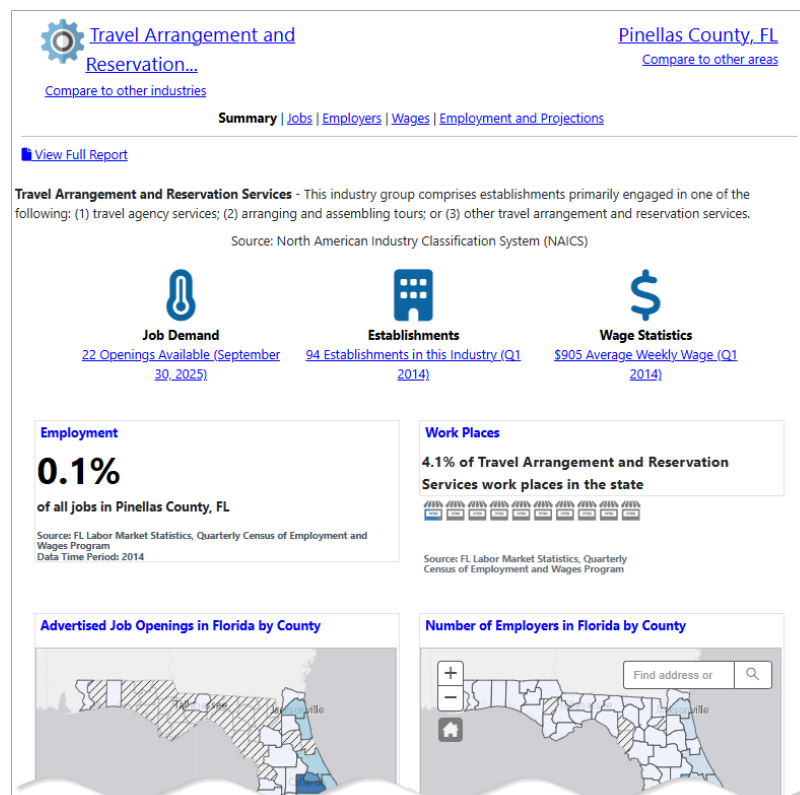 Travel Arrangement and
Reservation...
Compare to other industries
Pinellas County, FL
Compare to other areas
Summary | Jobs | Employers | Wages | Employment and Projections
View Full Report
Travel Arrangement and Reservation Services - This industry group comprises establishments primarily engaged in one of the
following: (1) travel agency services; (2) arranging and assembling tours; or (3) other travel arrangement and reservation services.
Source: North American Industry Classification System (NAICS)
Job Demand
22 Openings Available (September
30, 2025)
Establishments
94 Establishments in this Industry (Q1
2014)
Wage Statistics
$905 Average Weekly Wage (Q1
2014)
Employment
0.1%
of all jobs in Pinellas County, FL
Source: FL Labor Market Statistics, Quarterly Census of Employment and
Wages Program
Data Time Period: 2014
Work Places
4.1% of Travel Arrangement and Reservation
Services work places in the state
Source: FL Labor Market Statistics, Quarterly
Census of Employment and Wages Program
Advertised Job Openings in Florida by County
Number of Employers in Florida by County
+
−
Find address or